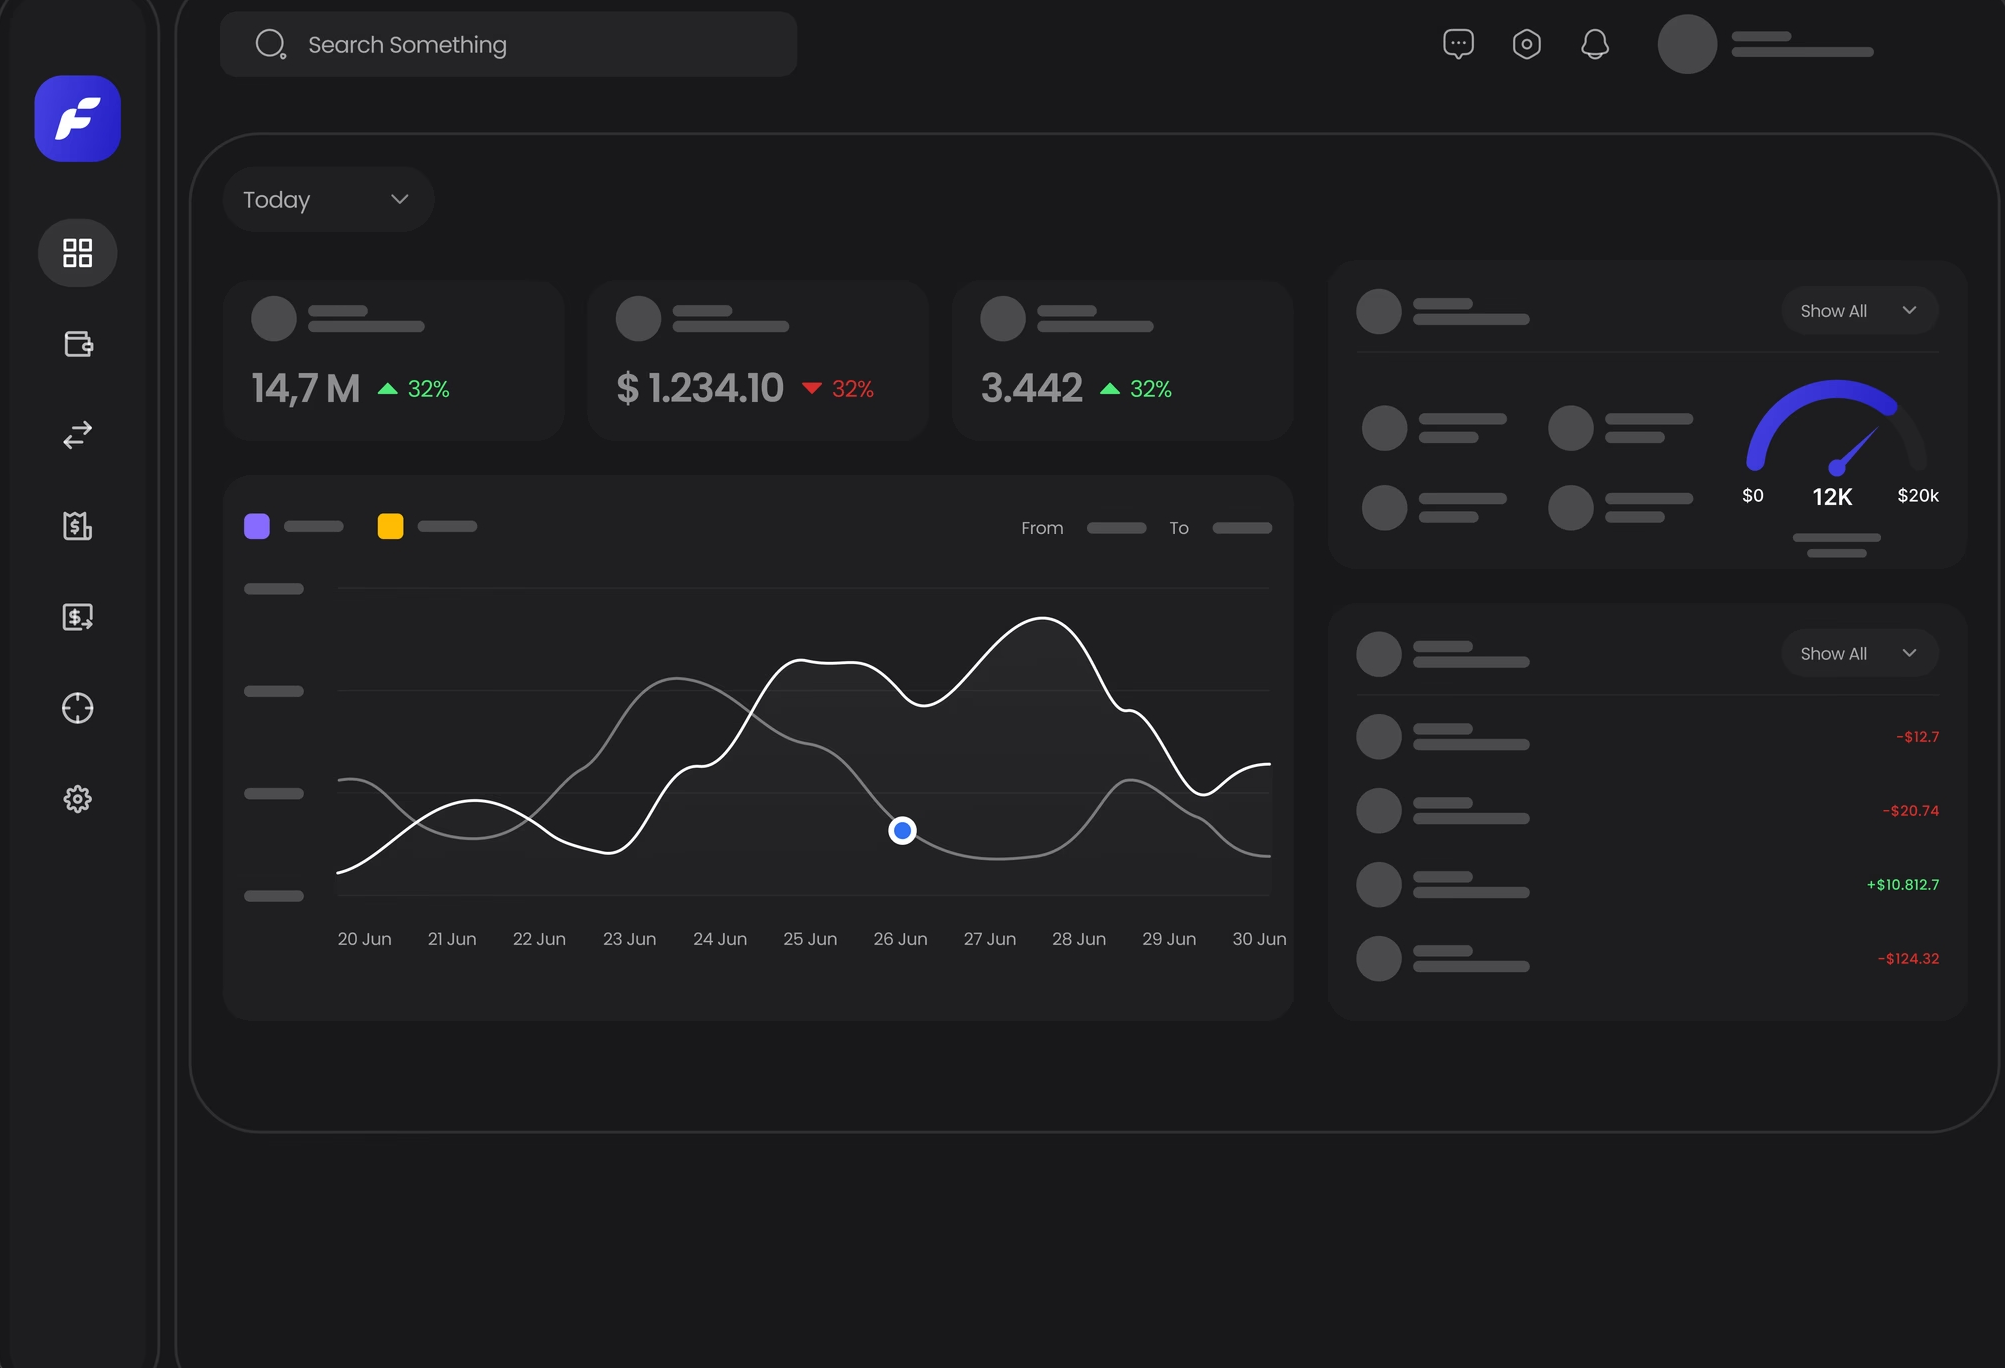 Search Something
Today
14,7 M 32%
$ 1.234.10 32%
3.442 32%
From To
20 Jun 21 Jun 22 Jun 23 Jun 24 Jun 25 Jun 26 Jun 27 Jun 28 Jun 29 Jun 30 Jun
Show All
$0 12K $20k
Show All
-$12.7
-$20.74
+$10.812.7
-$124.32